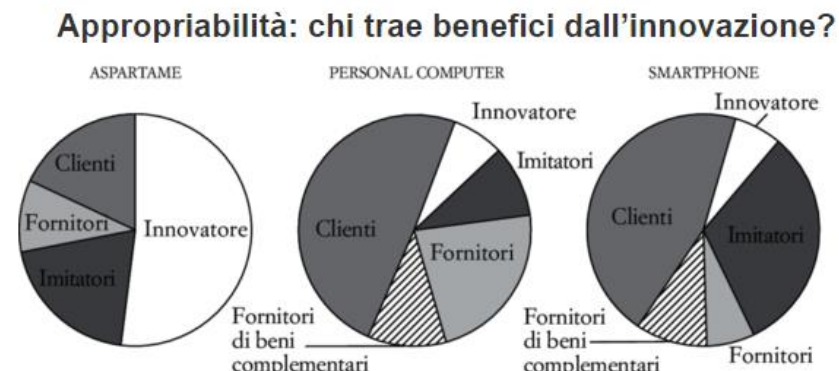 Appropriabilità: chi trae benefici dall'innovazione?
ASPARTAME
Clienti
Fornitori
Imitatori
Innovatore
PERSONAL COMPUTER
Innovatore
Imitatori
Clienti
Fornitori
Fornitori
di beni
complementari
SMARTPHONE
Innovatore
Clienti
Imitatori
Fornitori
di beni
complementari
Fornitori